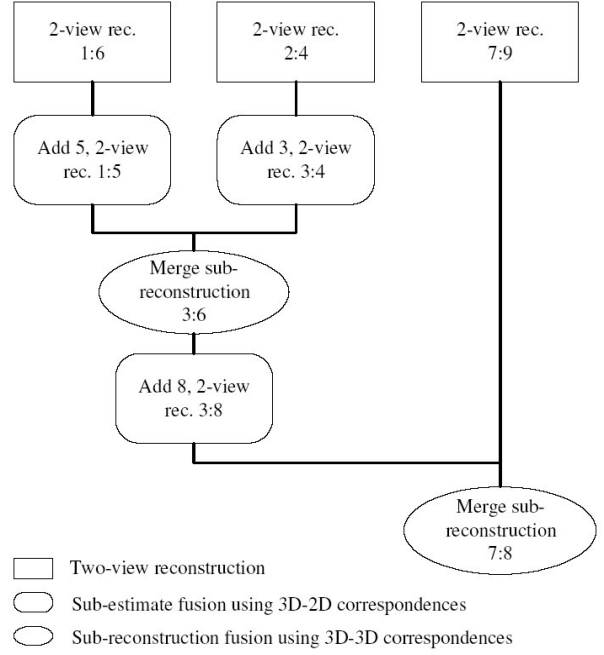 2-view rec.
1:6
2-view rec.
2:4
2-view rec.
7:9
Add 5, 2-view
rec. 1:5
Add 3, 2-view
rec. 3:4
Merge sub-
reconstruction
3:6
Add 8, 2-view
rec. 3:8
Merge sub-
reconstruction
7:8
Two-view reconstruction
Sub-estimate fusion using 3D-2D correspondences
Sub-reconstruction fusion using 3D-3D correspondences